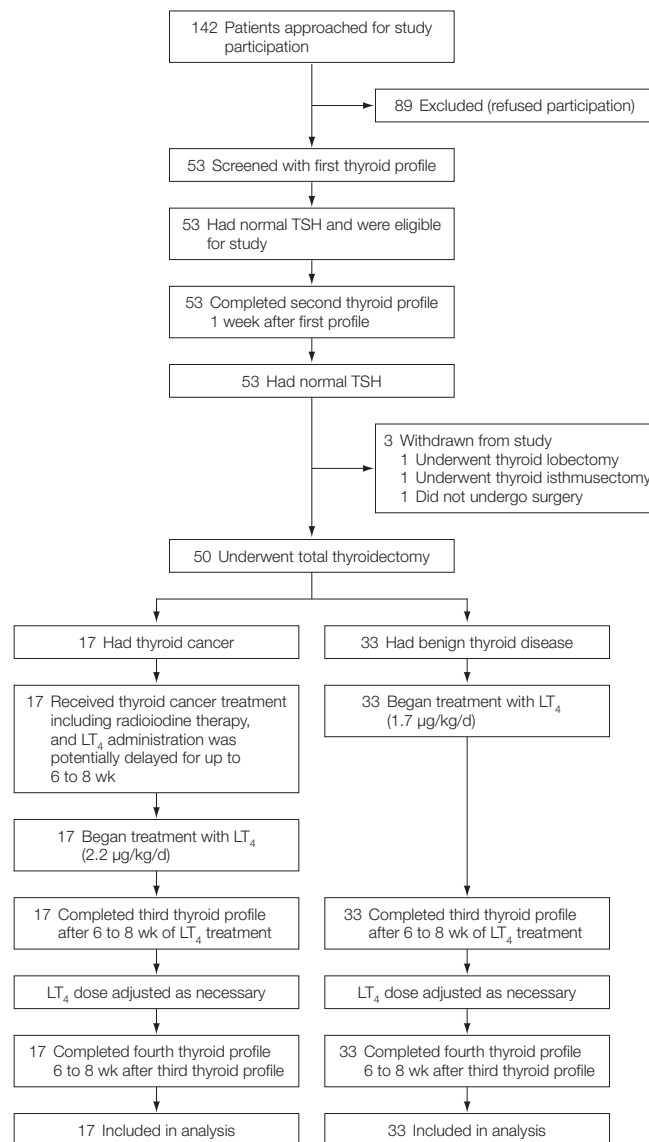 142 Patients approached for study
participation
89 Excluded (refused participation)
53 Screened with first thyroid profile
53 Had normal TSH and were eligible
for study
53 Completed second thyroid profile
1 week after first profile
53 Had normal TSH
3 Withdrawn from study
1 Underwent thyroid lobectomy
1 Underwent thyroid isthmusectomy
1 Did not undergo surgery
50 Underwent total thyroidectomy
17 Had thyroid cancer
17 Received thyroid cancer treatment
including radioiodine therapy,
and LT4 administration was
potentially delayed for up to
6 to 8 wk
17 Began treatment with LT4
(2.2 µg/kg/d)
17 Completed third thyroid profile
after 6 to 8 wk of LT4 treatment
LT4 dose adjusted as necessary
17 Completed fourth thyroid profile
6 to 8 wk after third thyroid profile
17 Included in analysis
33 Had benign thyroid disease
33 Began treatment with LT4
(1.7 µg/kg/d)
33 Completed third thyroid profile
after 6 to 8 wk of LT4 treatment
LT4 dose adjusted as necessary
33 Completed fourth thyroid profile
6 to 8 wk after third thyroid profile
33 Included in analysis